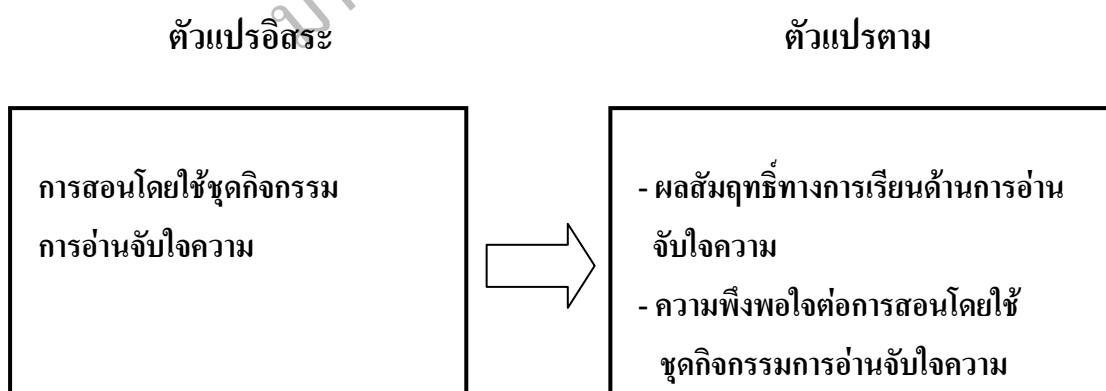 ตัวแปรอิสระ
ตัวแปรตาม
การสอนโดยใช้ชุดกิจกรรม
การอ่านจับใจความ
- ผลสัมฤทธิ์ทางการเรียนด้านการอ่าน
จับใจความ
- ความพึงพอใจต่อการสอนโดยใช้
ชุดกิจกรรมการอ่านจับใจความ